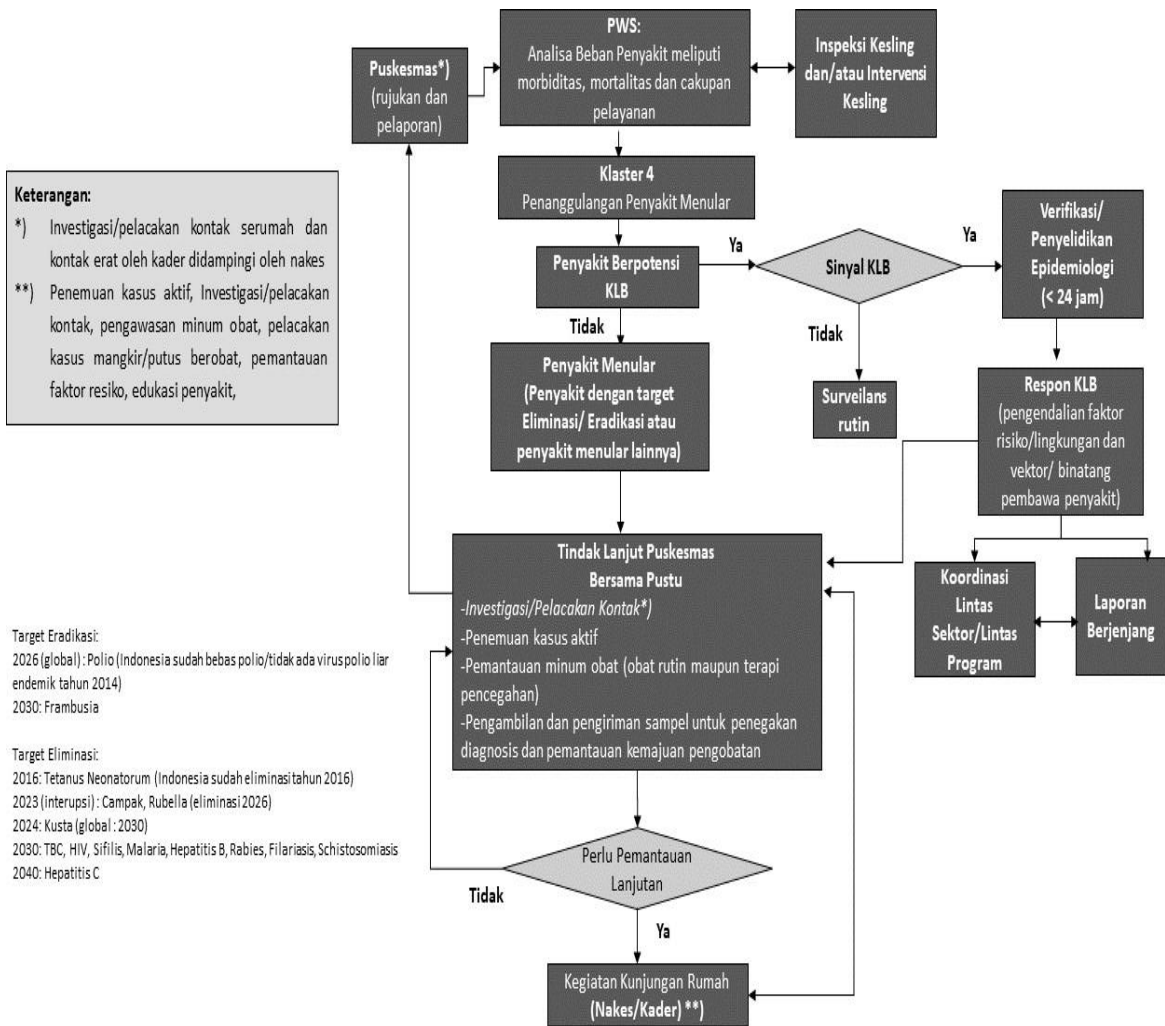 PWS:
Analisa Beban Penyakit meliputi
morbiditas, mortalitas dan cakupan
pelayanan
Puskesmas*)
(rujukan dan
pelaporan)
Inspeksi Kesling
dan/atau Intervensi
Kesling
Klaster 4
Penanggulangan Penyakit Menular
Keterangan:
*) Investigasi/pelacakan kontak serumah dan
kontak erat oleh kader didampingi oleh nakes
**) Penemuan kasus aktif, Investigasi/pelacakan
kontak, pengawasan minum obat, pelacakan
kasus mangkir/putus berobat, pemantauan
faktor resiko, edukasi penyakit,
Penyakit Berpotensi
KLB
Ya
Sinyal KLB
Ya
Verifikasi/
Penyelidikan
Epidemiologi
(< 24 jam)
Tidak
Tidak
Penyakit Menular
(Penyakit dengan target
Eliminasi/ Eradikasi atau
penyakit menular lainnya)
Surveilans
rutin
Respon KLB
(pengendalian faktor
risiko/lingkungan dan
vektor/ binatang
pembawa penyakit)
Tindak Lanjut Puskesmas
Bersama Pustu
-Investigasi/Pelacakan Kontak*)
-Penemuan kasus aktif
-Pemantauan minum obat (obat rutin maupun terapi
pencegahan)
-Pengambilan dan pengiriman sampel untuk penegakan
diagnosis dan pemantauan kemajuan pengobatan
Koordinasi
Lintas
Sektor/Lintas
Program
Laporan
Berjenjang
Target Eradikasi:
2026 (global) : Polio (Indonesia sudah bebas polio/tidak ada virus polio liar
endemik tahun 2014)
2030: Frambusia
Target Eliminasi:
2016: Tetanus Neonatorum (Indonesia sudah eliminasi tahun 2016)
2023 (interupsi) : Campak, Rubella (eliminasi 2026)
2024: Kusta (global : 2030)
2030: TBC, HIV, Sifilis, Malaria, Hepatitis B, Rabies, Filariasis, Schistosomiasis
2040: Hepatitis C
Perlu Pemantauan
Lanjutan
Tidak
Ya
Kegiatan Kunjungan Rumah
(Nakes/Kader) **)